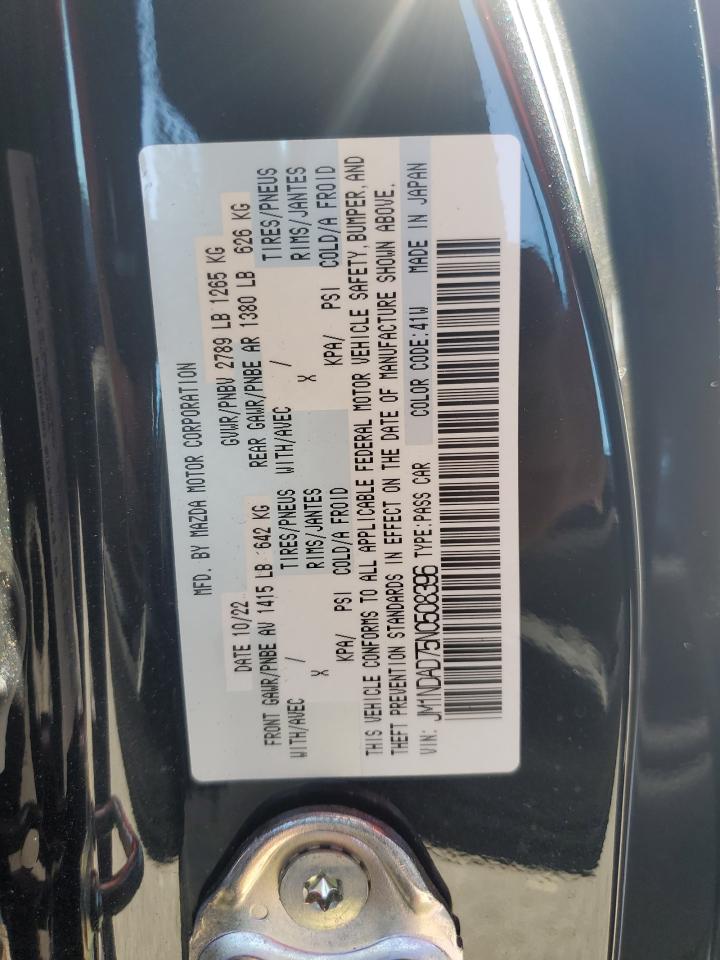 MFD. BY MAZDA MOTOR CORPORATION
DATE 10/22 GVWR/PNBV 2789 LB 1265 KG
FRONT GAWR/PNBE AV 1415 LB 642 KG REAR GAWR/PNBE AR 1380 LB 626 KG
WITH/AVEC / TIRES/PNEUS WITH/AVEC / TIRES/PNEUS
X RIMS/JANTES X RIMS/JANTES
KPA/ PSI COLD/A FROID KPA/ PSI COLD/A FROID
THIS VEHICLE CONFORMS TO ALL APPLICABLE FEDERAL MOTOR VEHICLE SAFETY, BUMPER, AND
THEFT PREVENTION STANDARDS IN EFFECT ON THE DATE OF MANUFACTURE SHOWN ABOVE.
VIN: JM1NDAD75N0508396 TYPE:PASS CAR COLOR CODE:41W MADE IN JAPAN